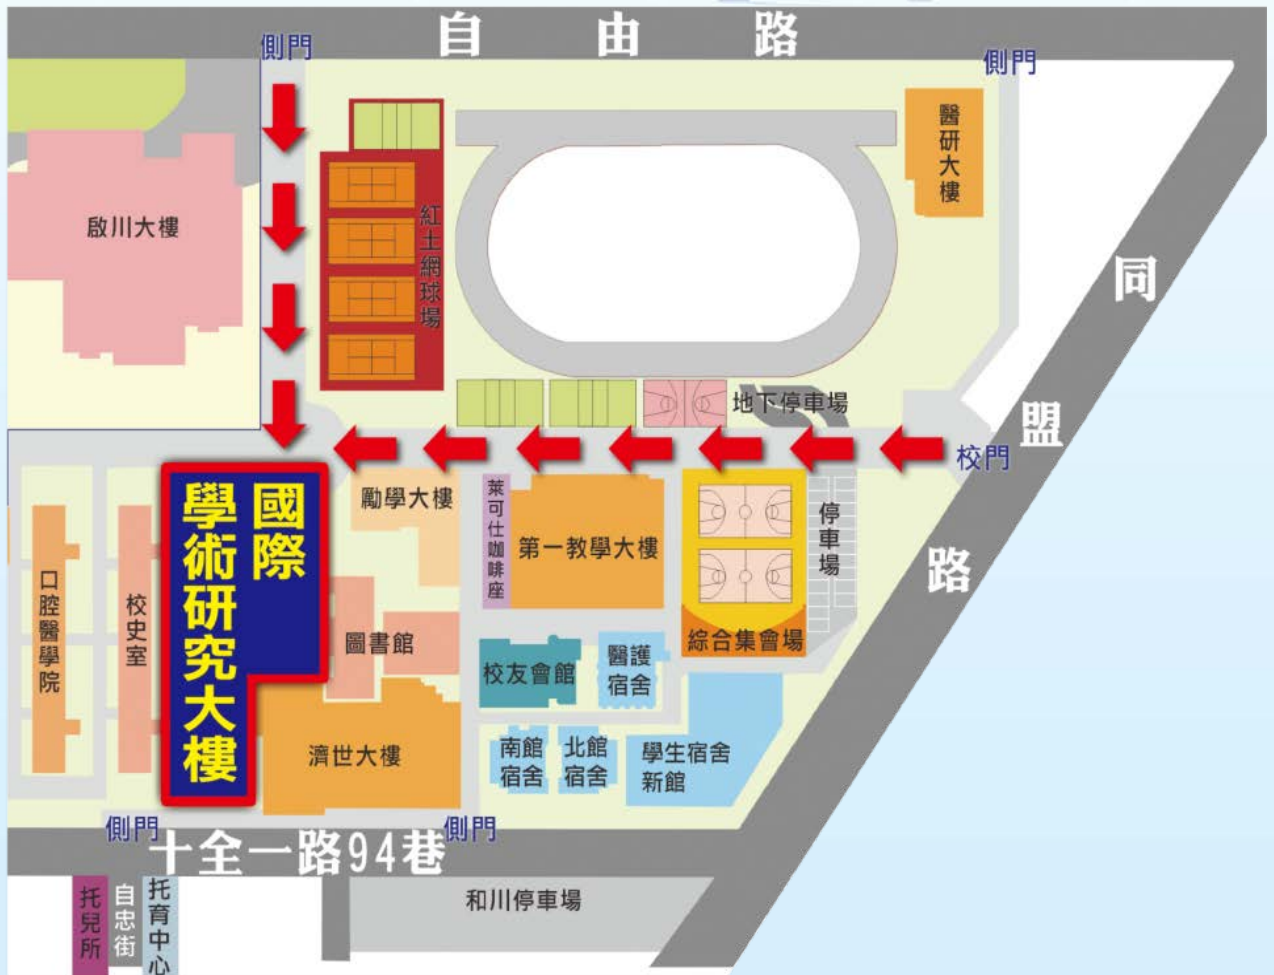 自由路
側門
側門
醫研大樓
啟川大樓
紅土網球場
同盟路
地下停車場
校門
國際
學術研究大樓
勵學大樓
萊可仕咖啡座
第一教學大樓
停車場
綜合集會場
口腔醫學院
校史室
圖書館
校友會館
醫護
宿舍
濟世大樓
南館
宿舍
北館
宿舍
學生宿舍
新館
側門
側門
十全一路94巷
托兒所
自忠街
托育中心
和川停車場